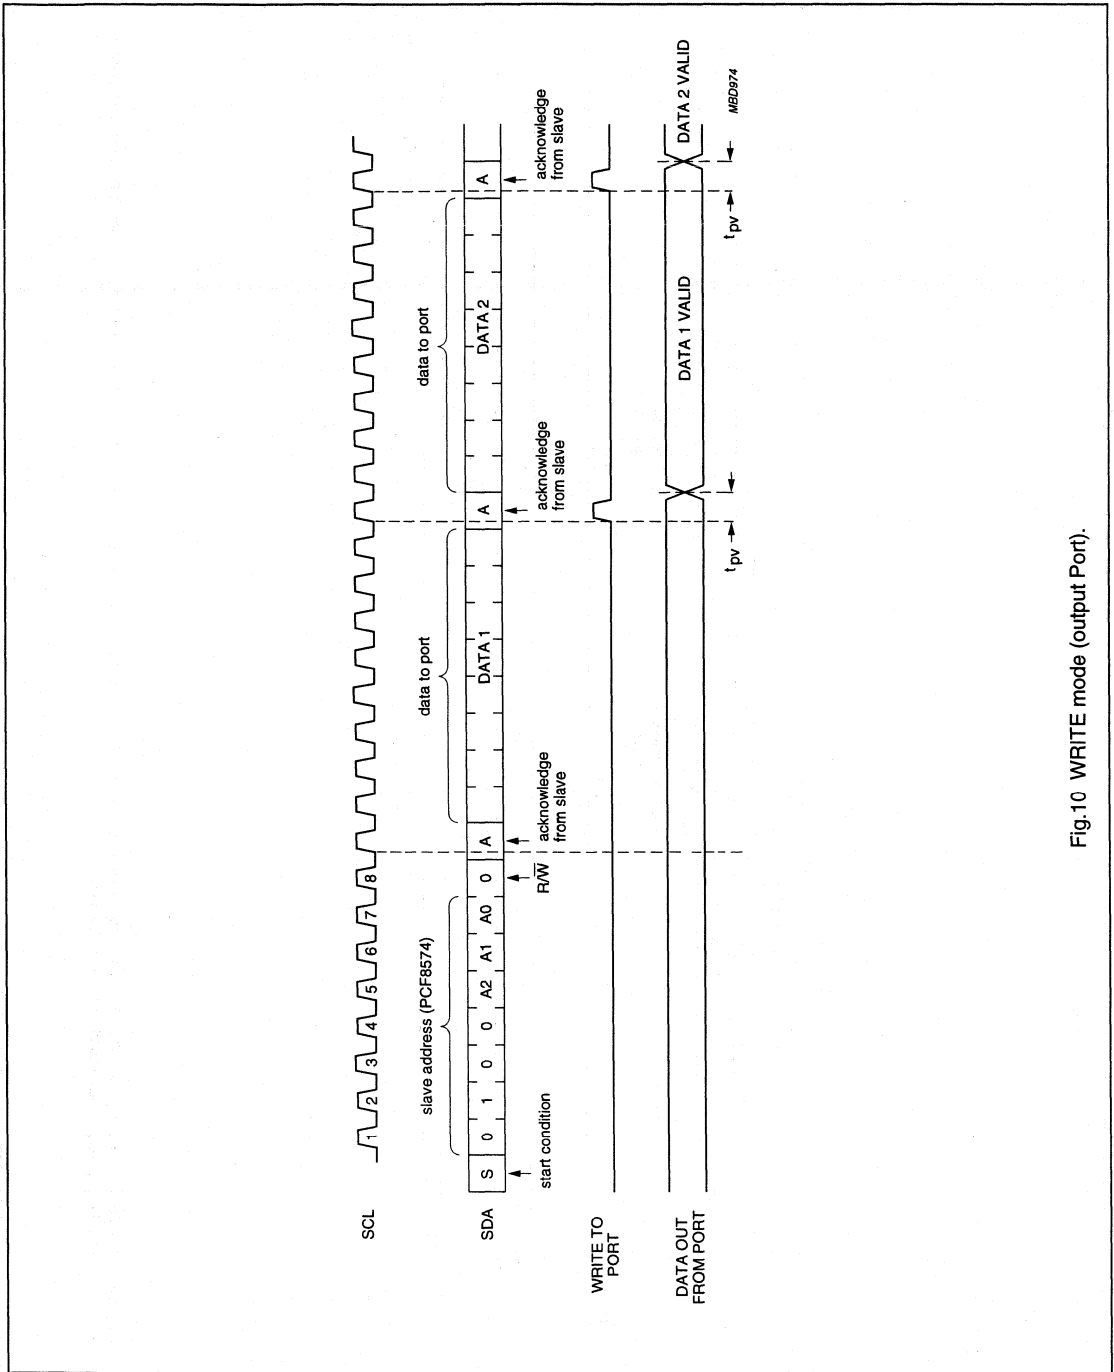 SCL
1 2 3 4 5 6 7 8
slave address (PCF8574)
data to port
data to port
SDA
S 0 1 0 0 A2 A1 A0 0 A DATA 1 A DATA 2 A
start condition
R/W̅
acknowledge
from slave
acknowledge
from slave
acknowledge
from slave
WRITE TO
PORT
DATA OUT
FROM PORT
DATA 1 VALID
DATA 2 VALID
t pv
t pv
MBD974
Fig.10 WRITE mode (output Port).